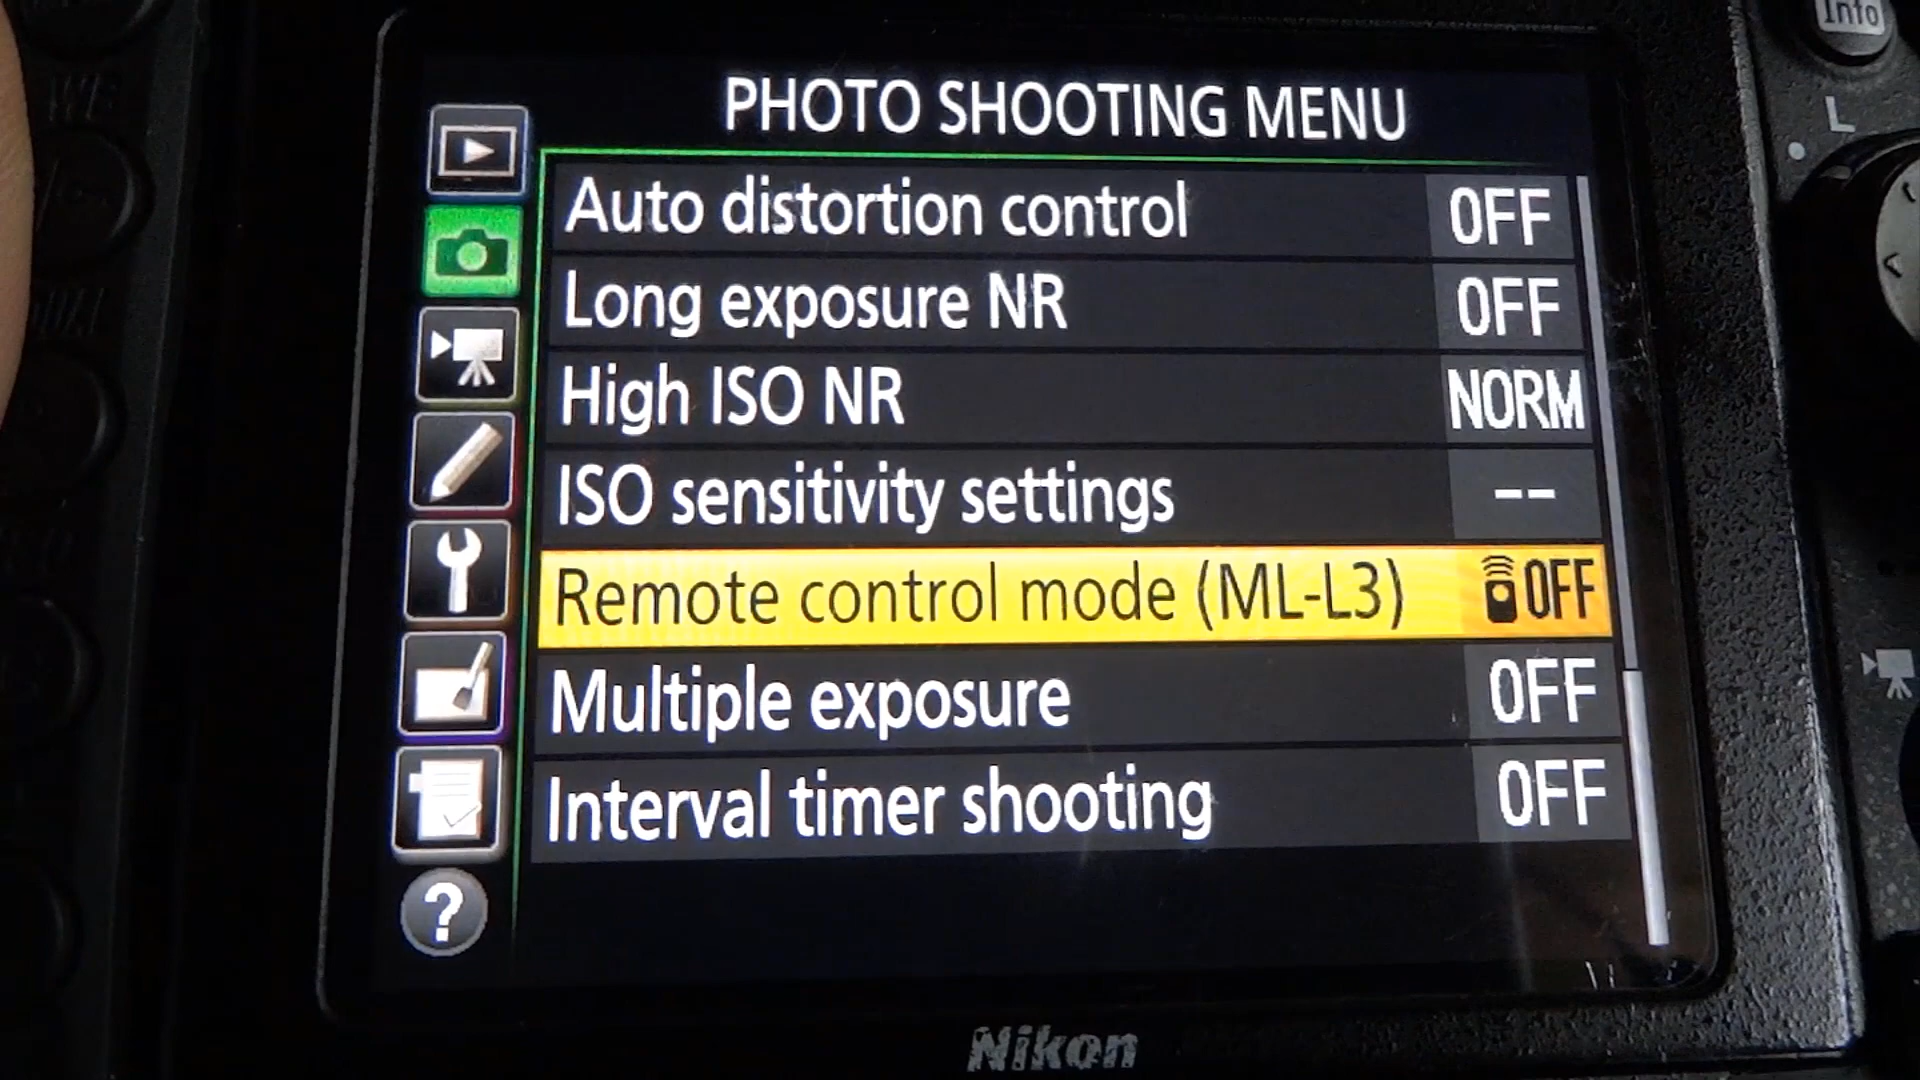 Info
L
PHOTO SHOOTING MENU
Auto distortion control OFF
Long exposure NR OFF
High ISO NR NORM
ISO sensitivity settings --
Remote control mode (ML-L3) OFF
Multiple exposure OFF
Interval timer shooting OFF
?
Nikon